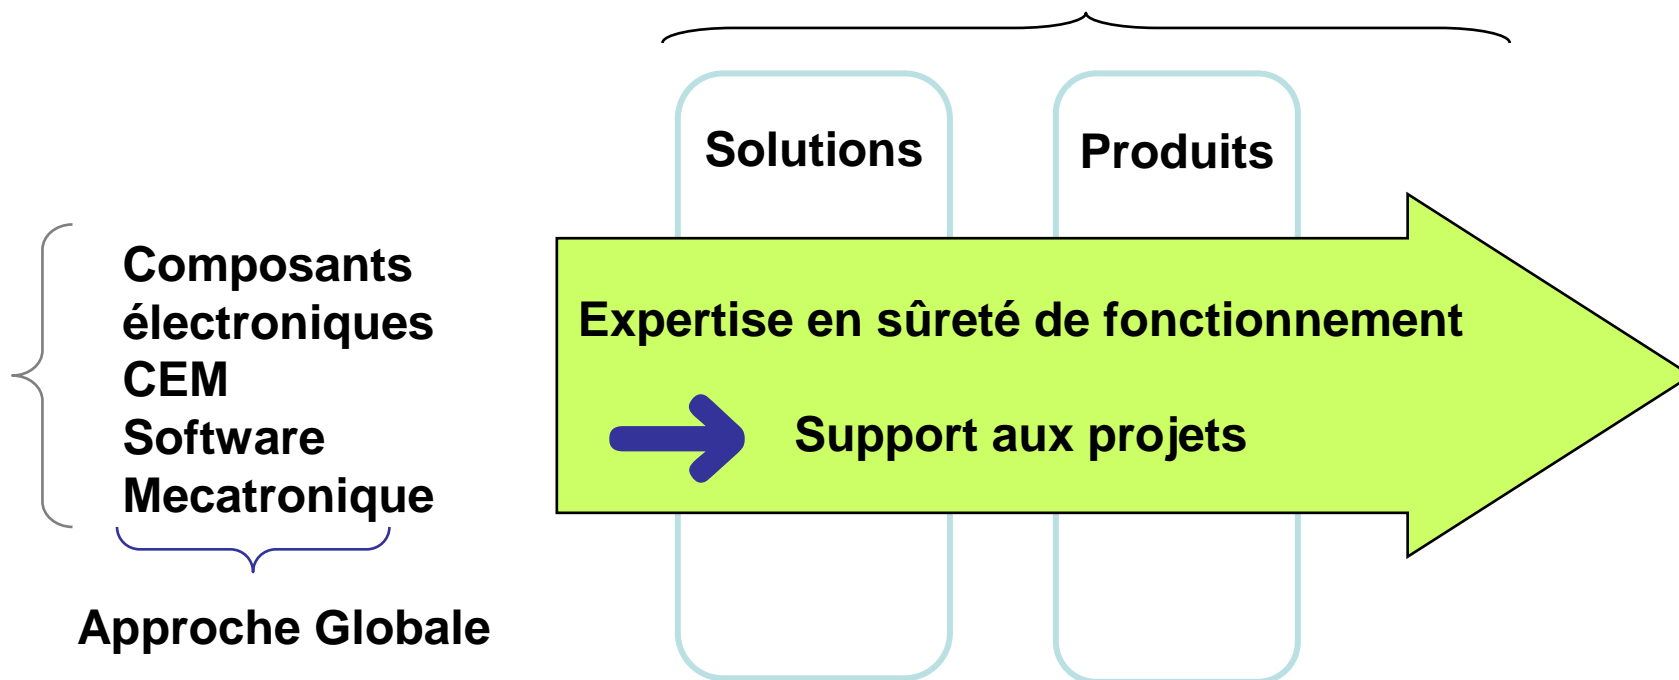 Solutions
Produits
Composants
électroniques
CEM
Software
Mecatronique
Approche Globale
Expertise en sûreté de fonctionnement
Support aux projets